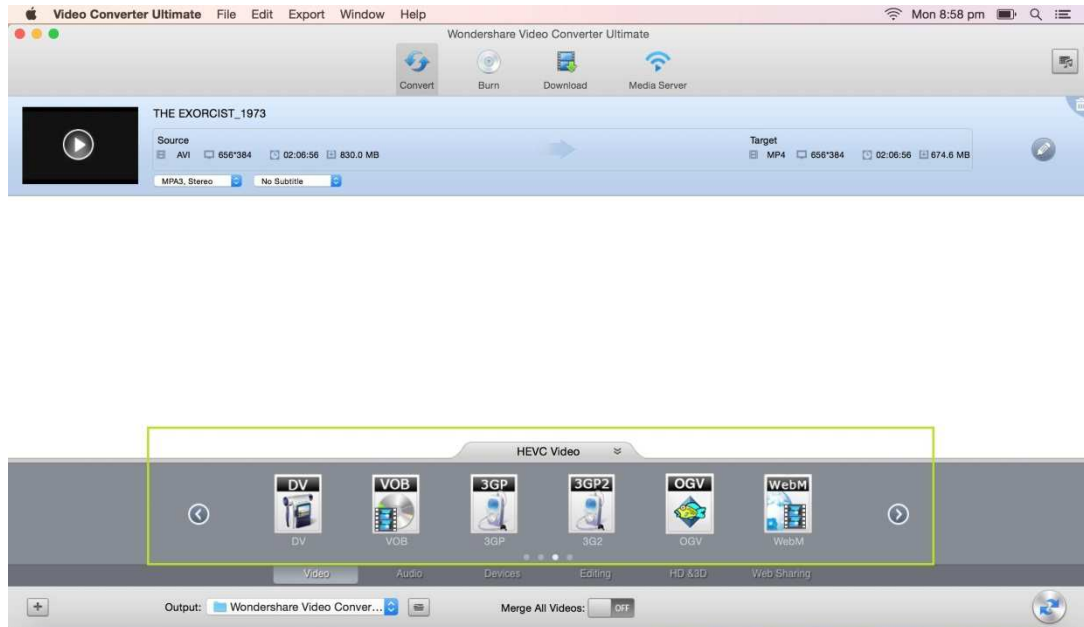 Video Converter Ultimate File Edit Export Window Help Mon 8:58 pm
Wondershare Video Converter Ultimate
Convert Burn Download Media Server
THE EXORCIST_1973
Source Target
AVI 656*384 02:06:56 830.0 MB MP4 656*384 02:06:56 674.6 MB
MPA3, Stereo No Subtitle
HEVC Video
DV VOB 3GP 3GP2 OGV WebM
DV VOB 3GP 3G2 OGV WebM
Video Audio Devices Editing HD &3D Web Sharing
Output: Wondershare Video Conver... Merge All Videos: OFF